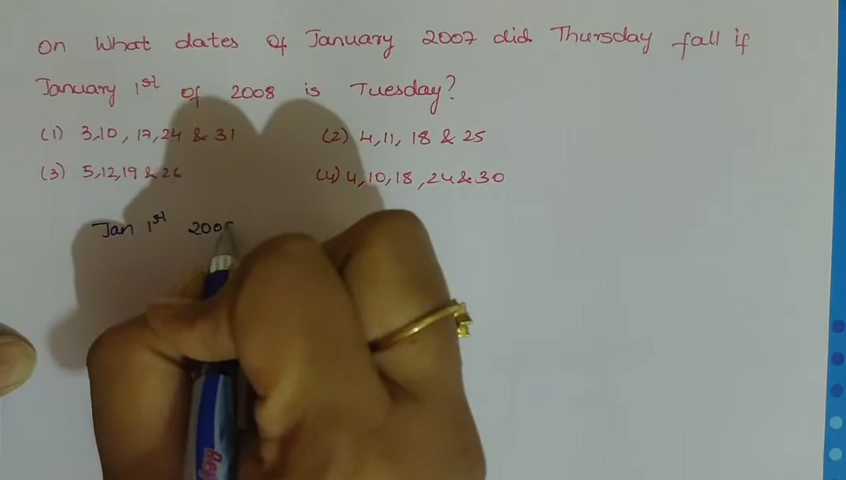 On What dates of January 2007 did Thursday fall if
January 1st of 2008 is Tuesday?
(1) 3,10, 17,24 & 31 (2) 4,11, 18 & 25
(3) 5,12,19 & 26 (4) 4,10,18, 24 & 30
Jan 1st